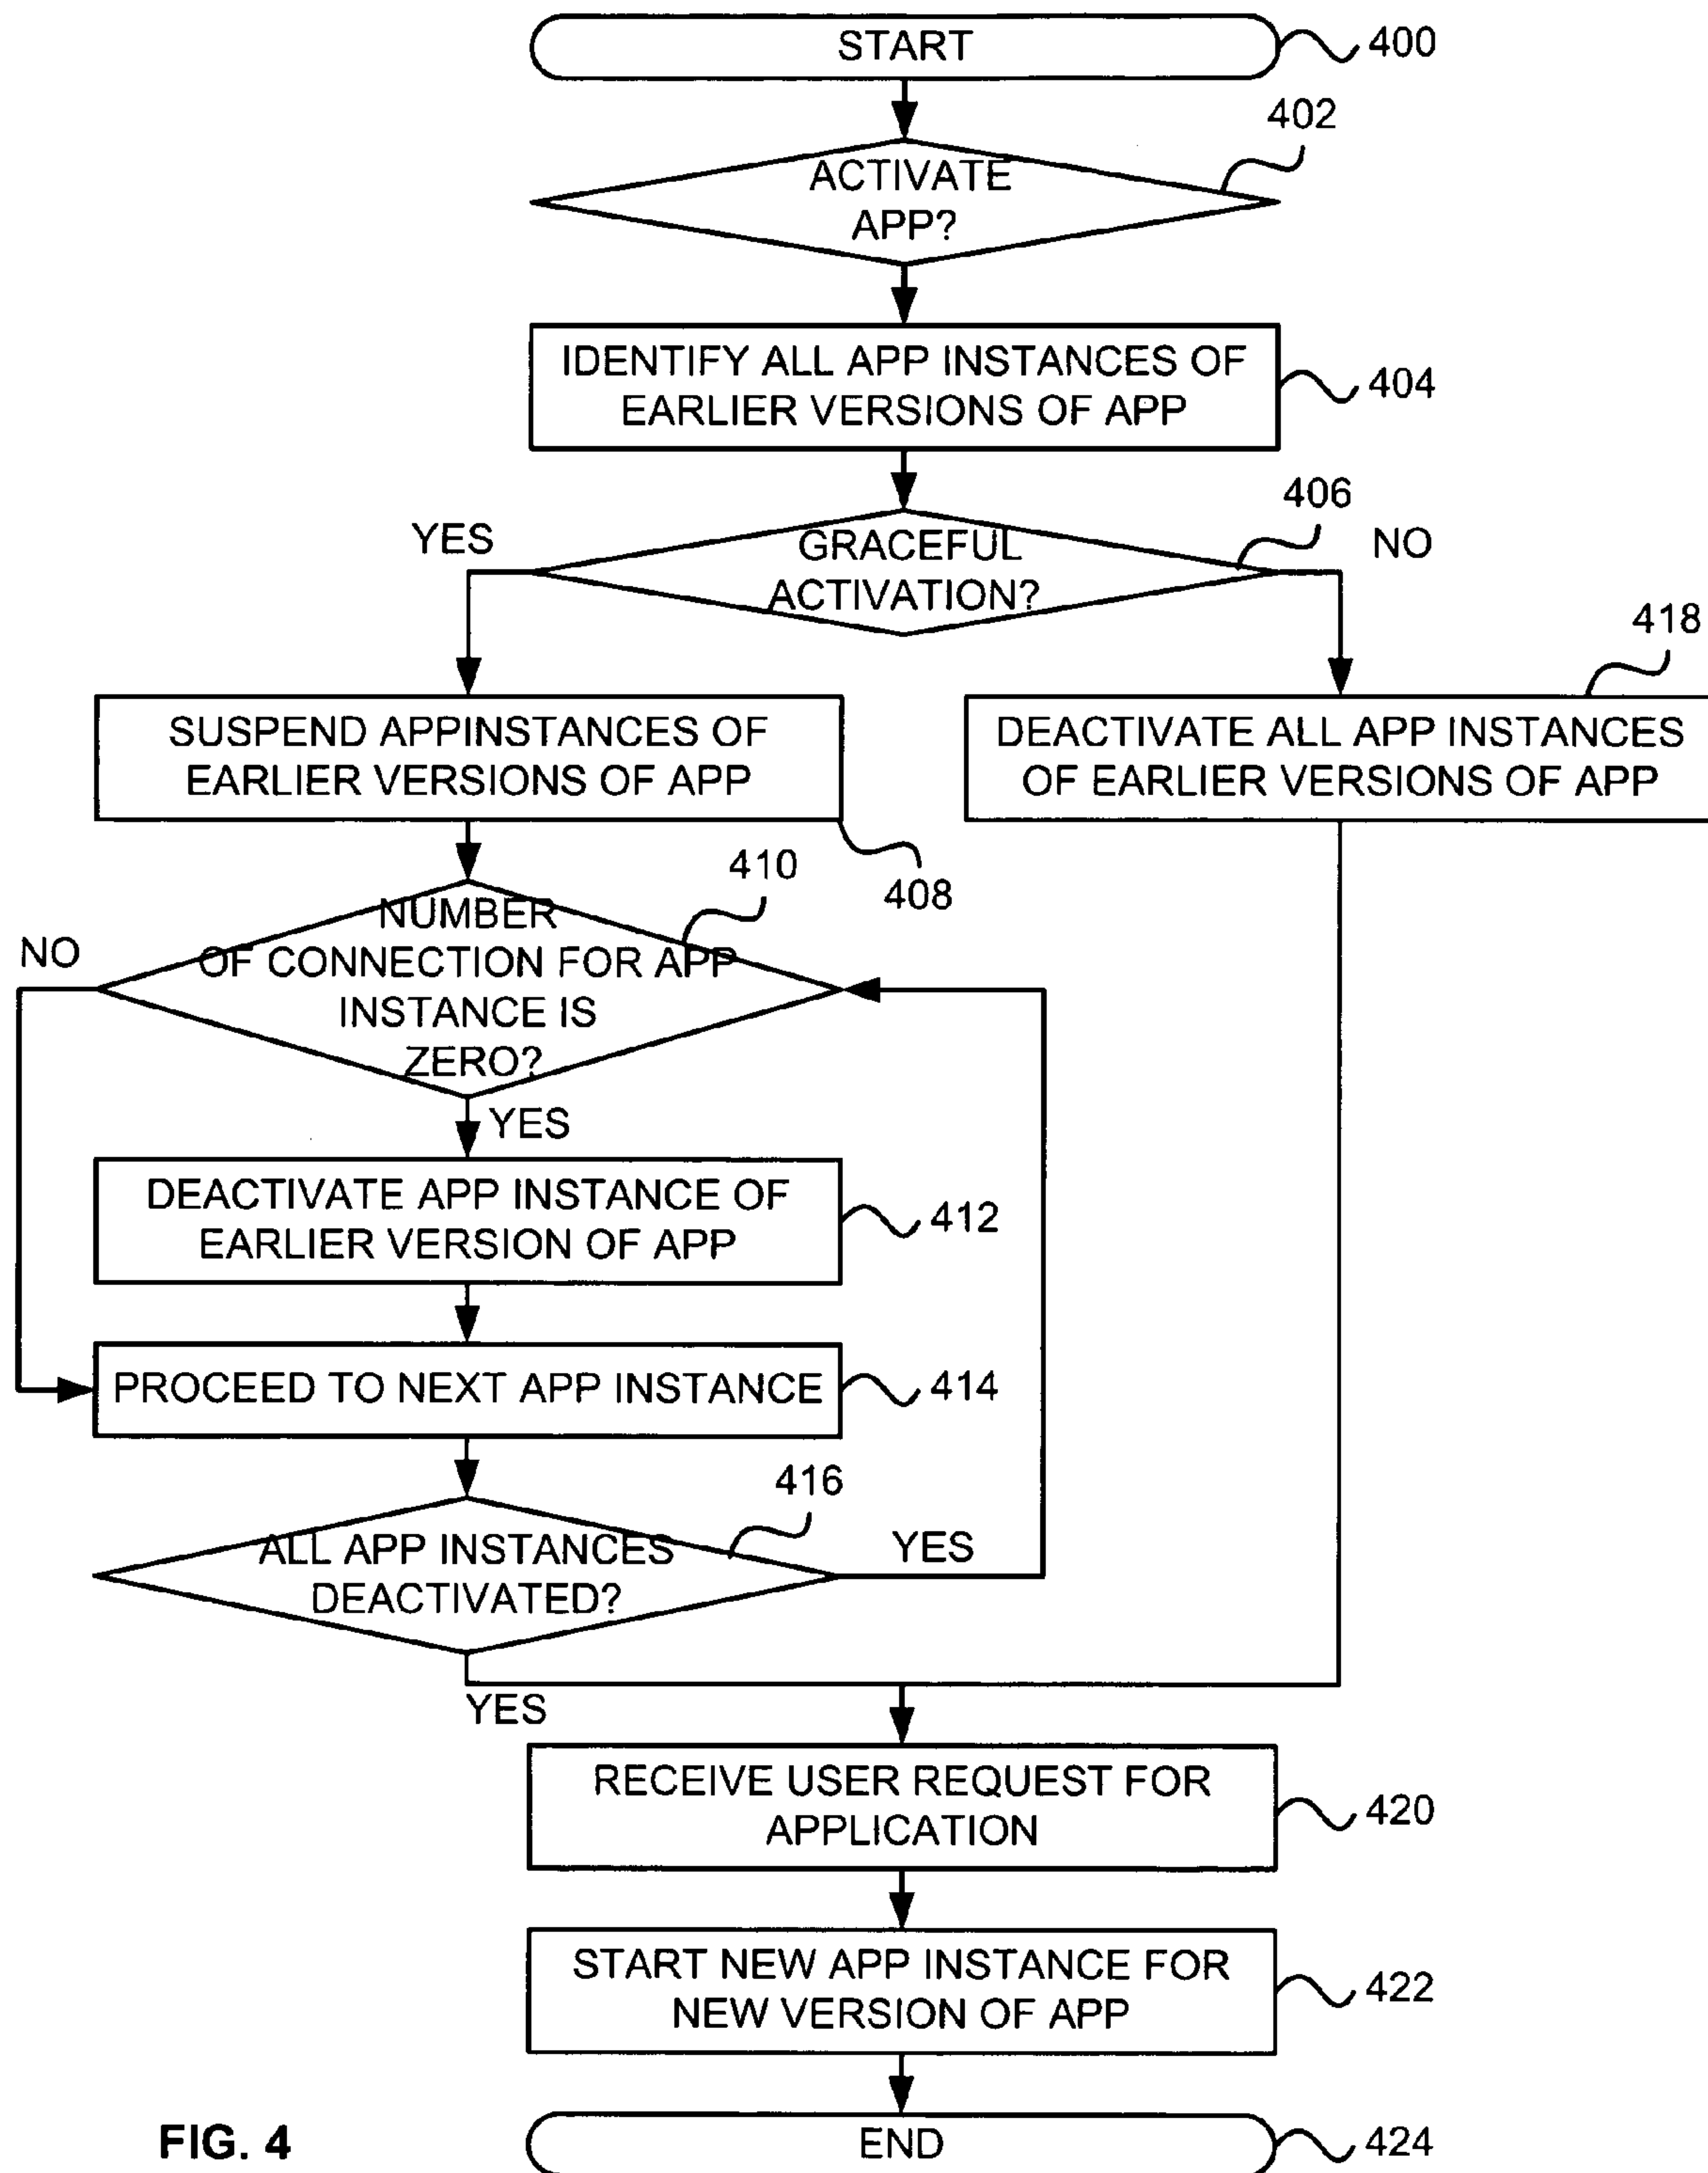 START
400
402
ACTIVATE
APP?
IDENTIFY ALL APP INSTANCES OF
EARLIER VERSIONS OF APP
404
406
YES
GRACEFUL
ACTIVATION?
NO
418
SUSPEND APPINSTANCES OF
EARLIER VERSIONS OF APP
DEACTIVATE ALL APP INSTANCES
OF EARLIER VERSIONS OF APP
408
410
NO
NUMBER
OF CONNECTION FOR APP
INSTANCE IS
ZERO?
YES
DEACTIVATE APP INSTANCE OF
EARLIER VERSION OF APP
412
PROCEED TO NEXT APP INSTANCE
414
416
ALL APP INSTANCES
DEACTIVATED?
YES
YES
RECEIVE USER REQUEST FOR
APPLICATION
420
START NEW APP INSTANCE FOR
NEW VERSION OF APP
422
END
424
FIG. 4